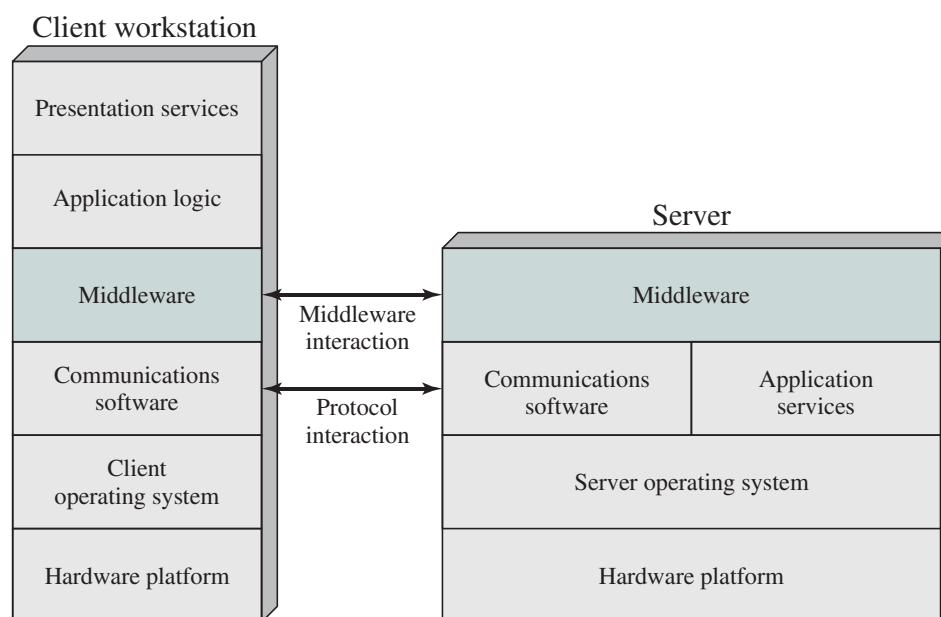 Client workstation
Presentation services
Application logic
Server
Middleware
Middleware
interaction
Middleware
Communications
software
Protocol
interaction
Communications
software
Application
services
Client
operating system
Server operating system
Hardware platform
Hardware platform